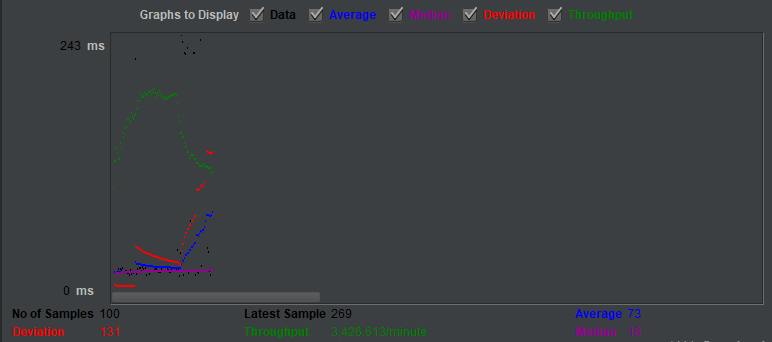 Graphs to Display Data Average Median Deviation Throughput
243 ms
0 ms
No of Samples 100 Latest Sample 269 Average 73
Deviation 131 Throughput 3,426.613/minute Median